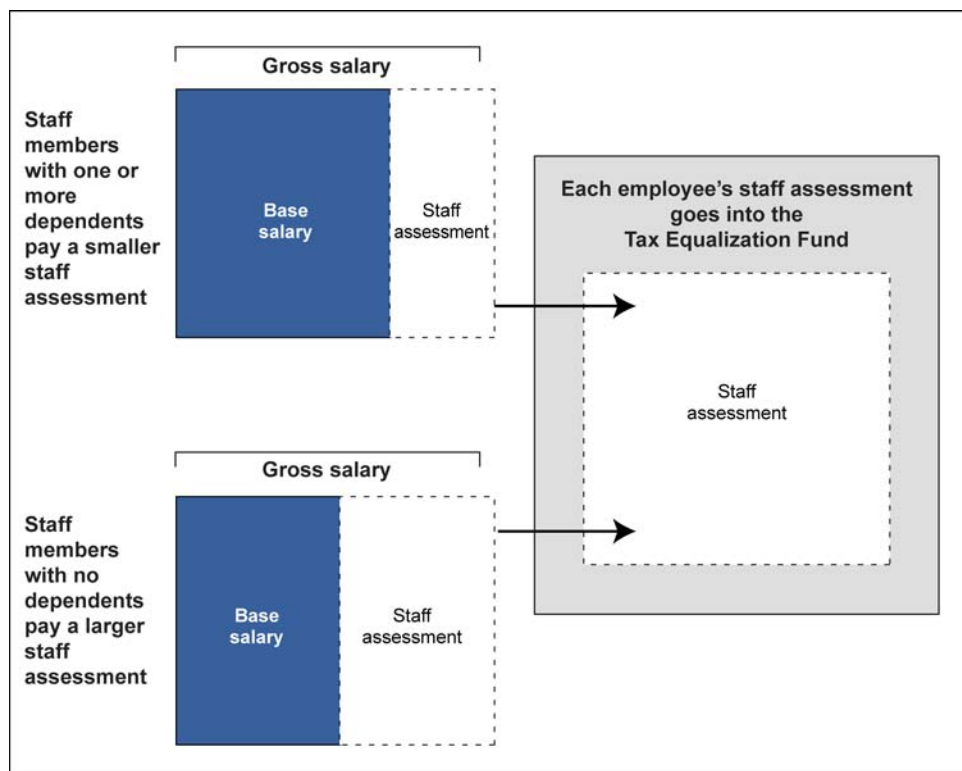 Gross salary
Staff
members
with one or
more
dependents
pay a smaller
staff
assessment
Base
salary
Staff
assessment
Each employee's staff assessment
goes into the
Tax Equalization Fund
Staff
assessment
Gross salary
Staff
members
with no
dependents
pay a larger
staff
assessment
Base
salary
Staff
assessment